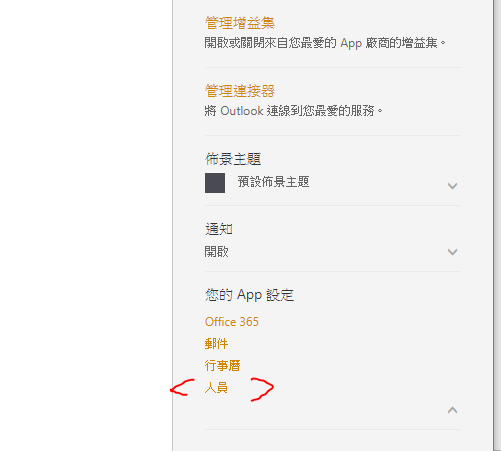 管理增益集
開啟或關閉來自您最愛的 App 廠商的增益集。
管理連接器
將 Outlook 連線到您最愛的服務。
佈景主題
預設佈景主題
通知
開啟
您的 App 設定
Office 365
郵件
行事曆
人員